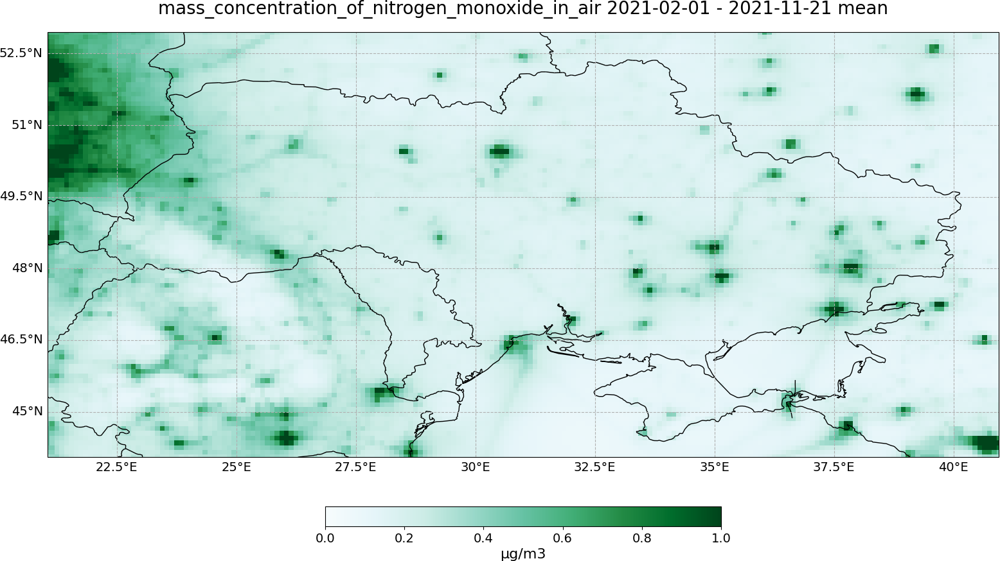 mass_concentration_of_nitrogen_monoxide_in_air 2021-02-01 - 2021-11-21 mean
52.5°N
51°N
49.5°N
48°N
46.5°N
45°N
22.5°E 25°E 27.5°E 30°E 32.5°E 35°E 37.5°E 40°E
0.0 0.2 0.4 0.6 0.8 1.0
µg/m3